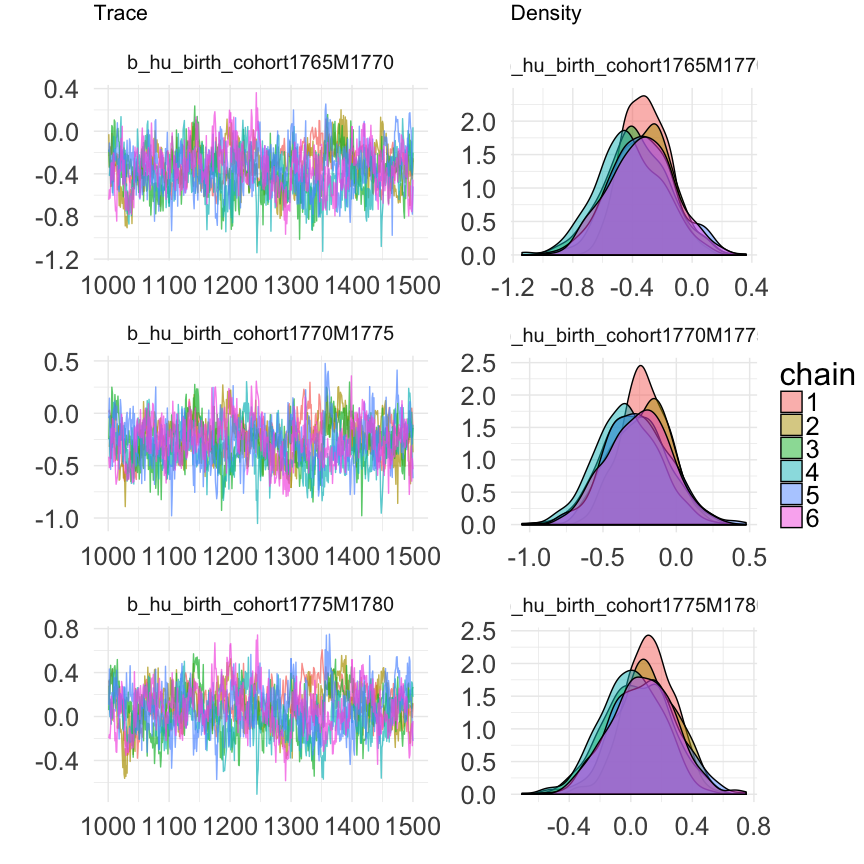 Trace
Density
b_hu_birth_cohort1765M1770
_hu_birth_cohort1765M177
0.4
0.0
-0.4
-0.8
-1.2
2.0
1.5
1.0
0.5
0.0
1000 1100 1200 1300 1400 1500
-1.2 -0.8 -0.4 0.0 0.4
b_hu_birth_cohort1770M1775
_hu_birth_cohort1770M177
0.5
0.0
-0.5
-1.0
2.5
2.0
1.5
1.0
0.5
0.0
1000 1100 1200 1300 1400 1500
-1.0 -0.5 0.0 0.5
b_hu_birth_cohort1775M1780
_hu_birth_cohort1775M178
0.8
0.4
0.0
-0.4
2.5
2.0
1.5
1.0
0.5
0.0
1000 1100 1200 1300 1400 1500
-0.4 0.0 0.4 0.8
chain
1
2
3
4
5
6